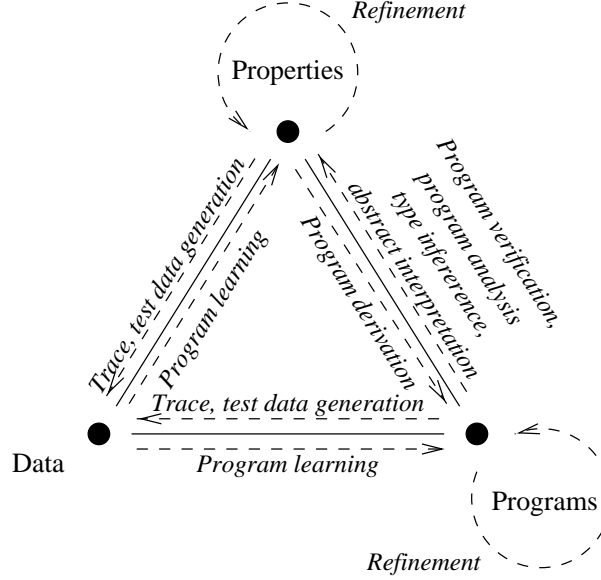 Refinement
Properties
Trace, test data generation
Program learning
Program derivation
abstract interpretation
type infererence,
program analysis
Program verification,
Trace, test data generation
Data
Program learning
Programs
Refinement